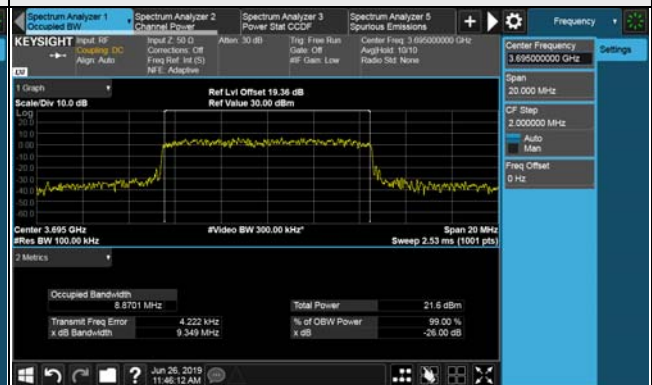 Spectrum Analyzer 1
Occupied BW
Spectrum Analyzer 2
Channel Power
Spectrum Analyzer 3
Power Stat CCDF
Spectrum Analyzer 5
Spurious Emissions
Frequency
KEYSIGHT
Input: RF
Coupling: DC
Align: Auto
Input Z: 50 Ω
Corrections: Off
Freq Ref: Int (S)
NFE: Adaptive
Atten: 30 dB
Trig: Free Run
Gate: Off
#IF Gain: Low
Center Freq: 3.695000000 GHz
Avg|Hold: 10/10
Radio Std: None
LXI
Center Frequency
3.695000000 GHz
Settings
Span
20.000 MHz
CF Step
2.000000 MHz
Auto
Man
Freq Offset
0 Hz
1 Graph
Scale/Div 10.0 dB
Ref Lvl Offset 19.36 dB
Ref Value 30.00 dBm
Log
20.0
10.0
0.00
-10.0
-20.0
-30.0
-40.0
-50.0
-60.0
Center 3.695 GHz
#Res BW 100.00 kHz
#Video BW 300.00 kHz*
Span 20 MHz
Sweep 2.53 ms (1001 pts)
2 Metrics
Occupied Bandwidth
8.8701 MHz
Total Power
21.6 dBm
Transmit Freq Error
4.222 kHz
% of OBW Power
99.00 %
x dB Bandwidth
9.349 MHz
x dB
-26.00 dB
?
Jun 26, 2019
11:46:12 AM